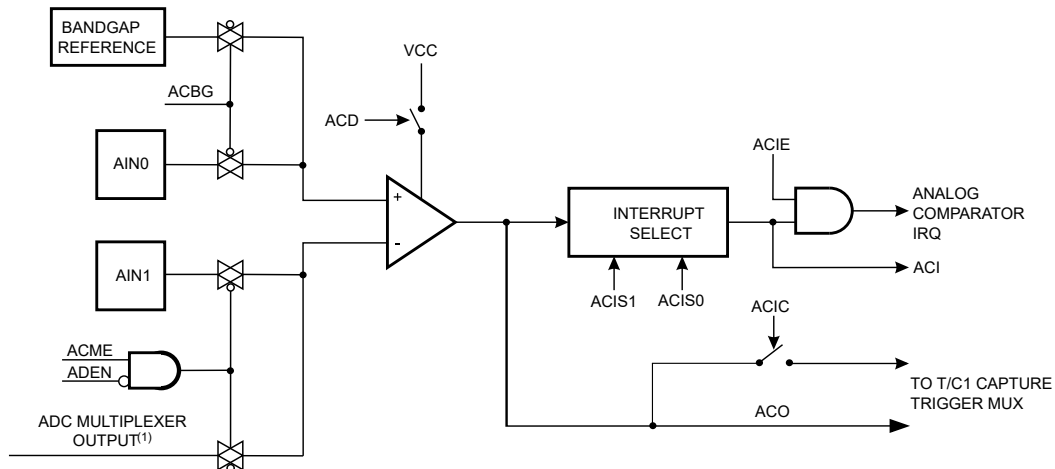 BANDGAP
REFERENCE
VCC
ACBG
ACD
AIN0
ACIE
+
-
INTERRUPT
SELECT
ANALOG
COMPARATOR
IRQ
AIN1
ACI
ACIS1
ACIS0
ACIC
ACME
ADEN
TO T/C1 CAPTURE
TRIGGER MUX
ACO
ADC MULTIPLEXER
OUTPUT(1)